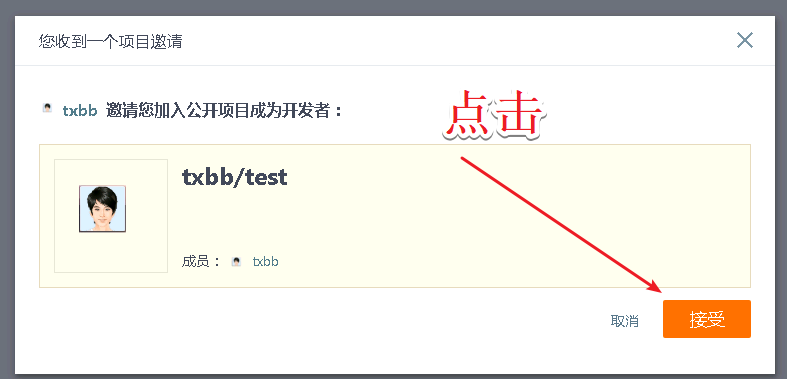 您收到一个项目邀请
txbb 邀请您加入公开项目成为开发者：
点击
txbb/test
成员： txbb
取消 接受